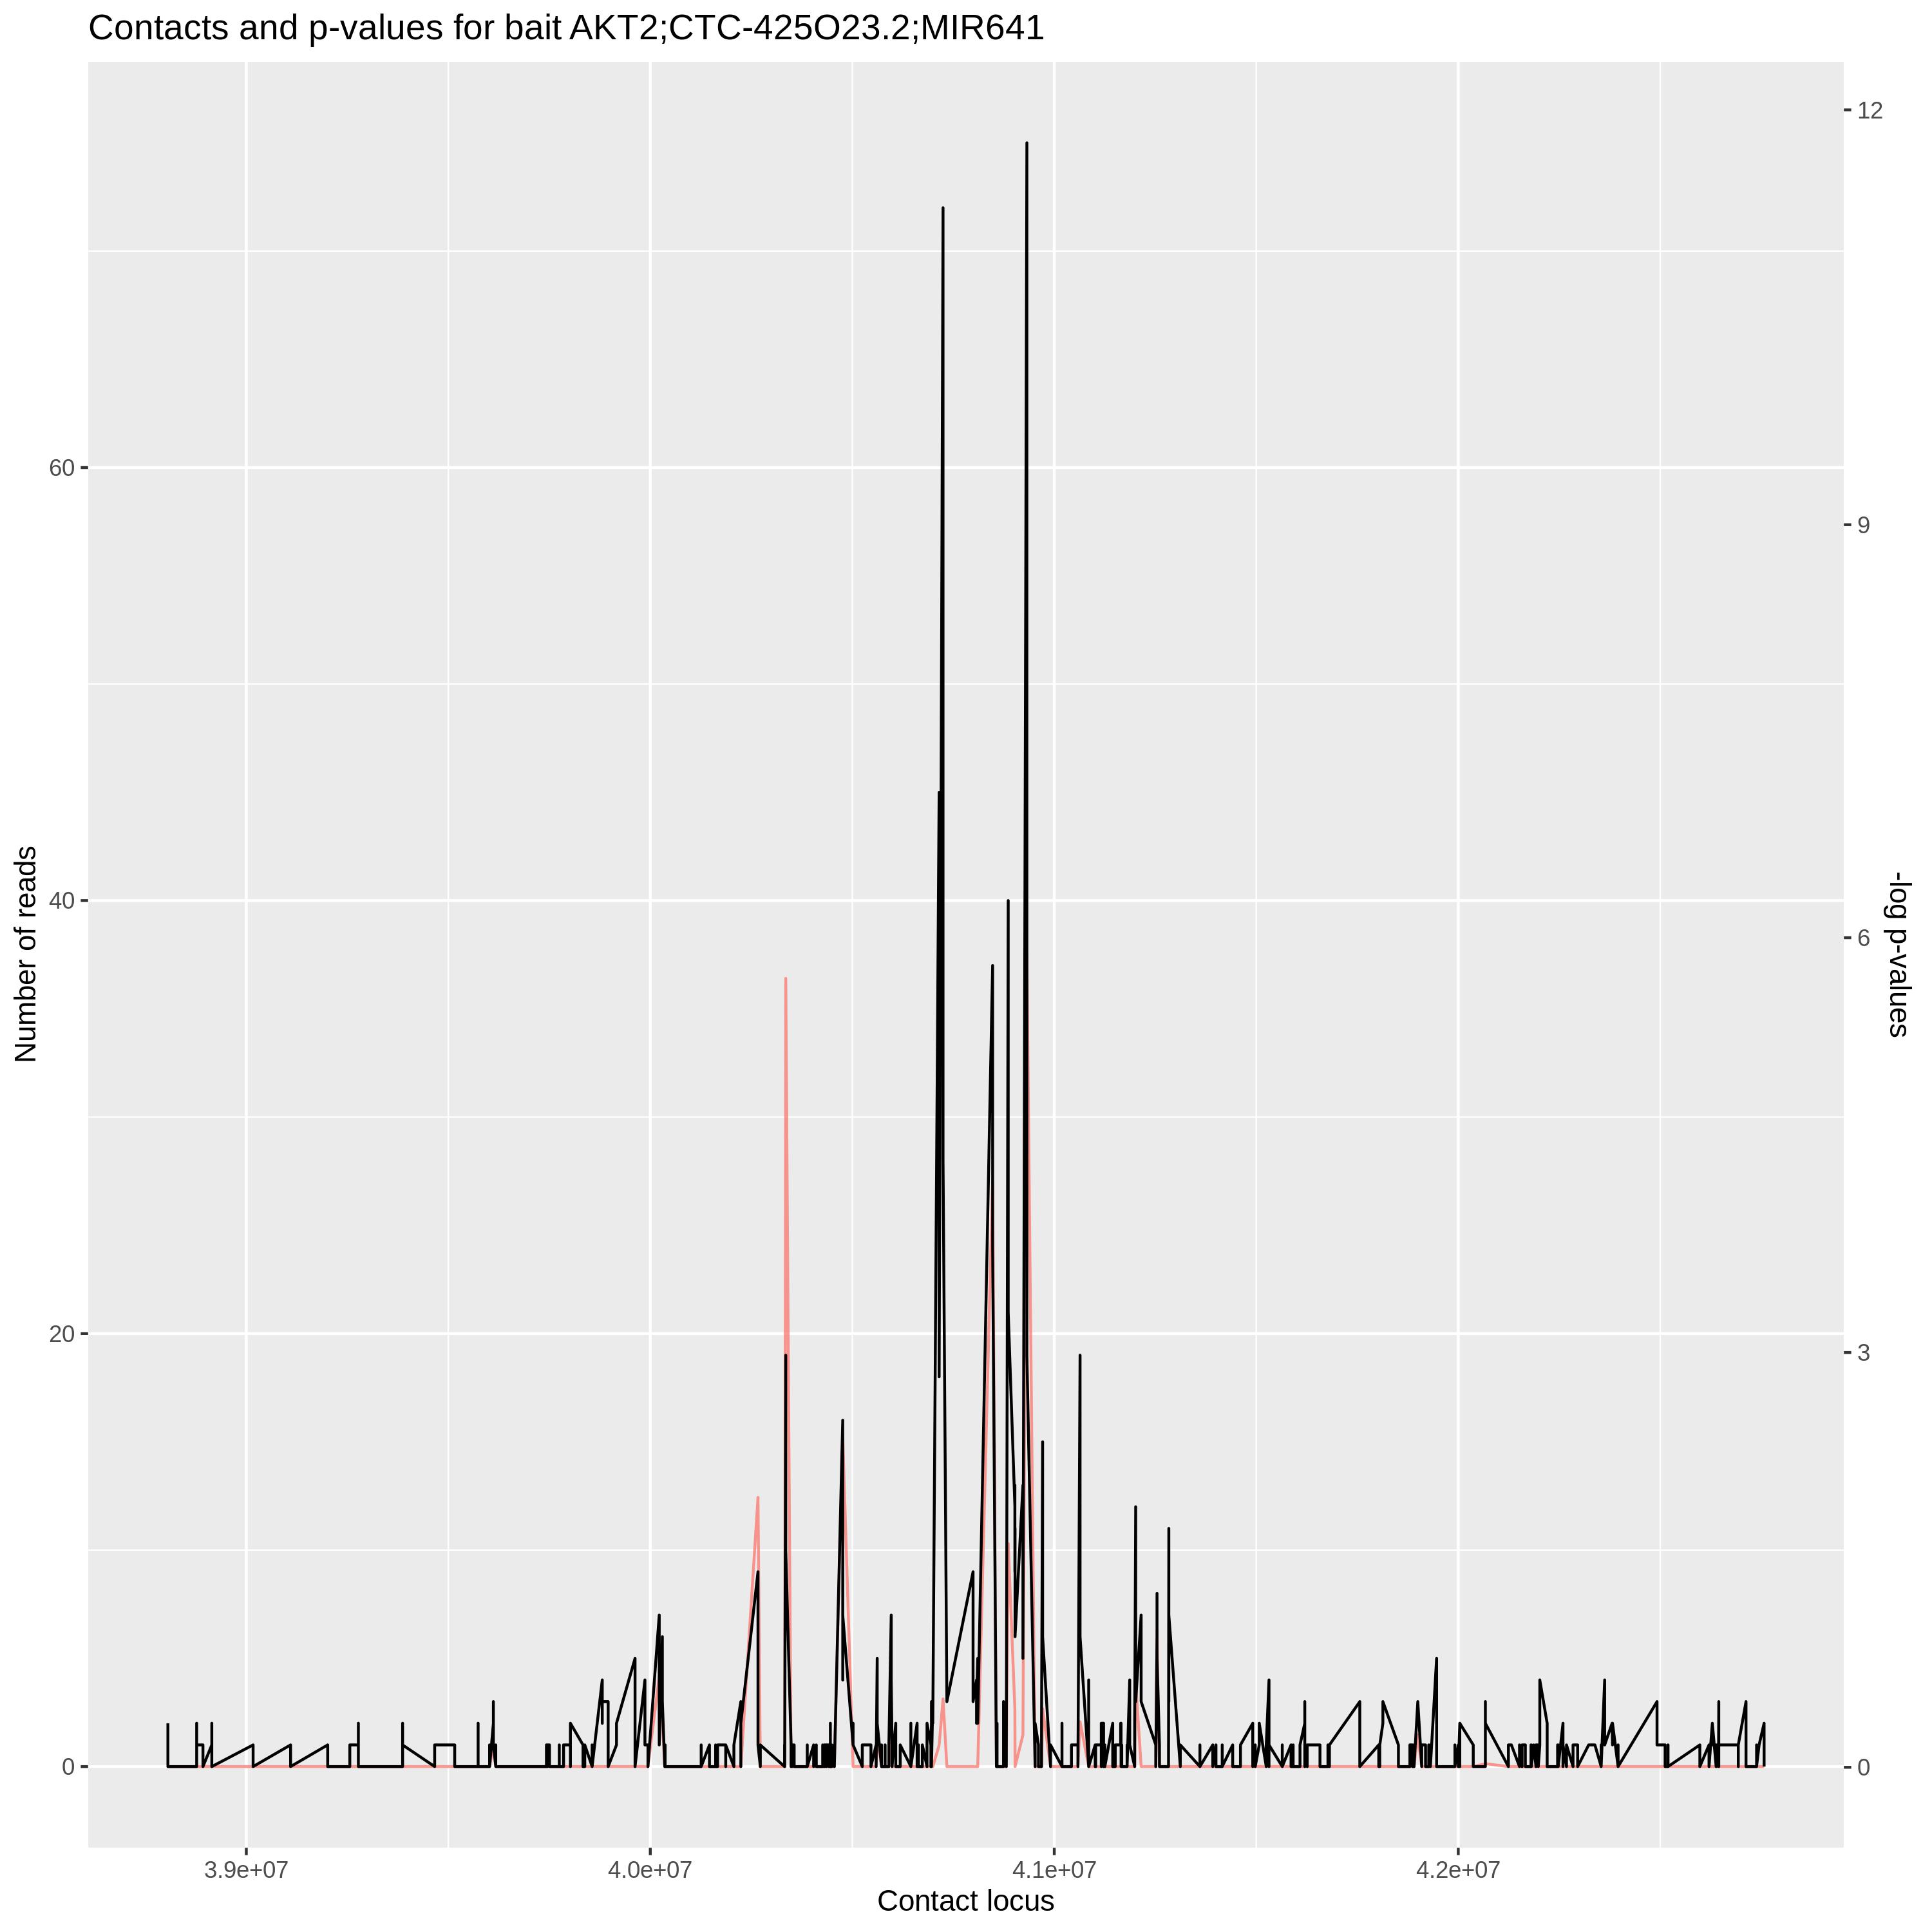 Contacts and p-values for bait AKT2;CTC-425O23.2;MIR641
Number of reads
60
40
20
0
12
9
6
3
0
-log p-values
3.9e+07
4.0e+07
4.1e+07
4.2e+07
Contact locus